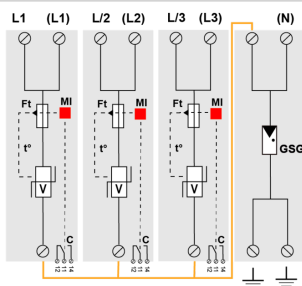 L1 (L1) L/2 (L2) L/3 (L3) (N)
Ft MI Ft MI Ft MI
t° t° t° GSG
V V V
C C C
12 11 14 12 11 14 12 11 14